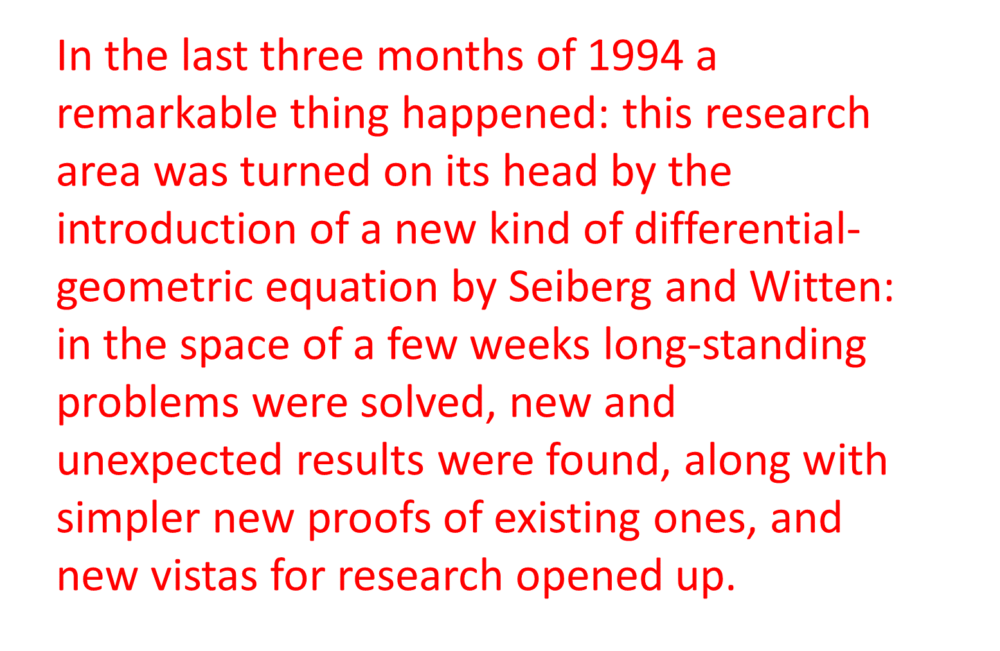 In the last three months of 1994 a
remarkable thing happened: this research
area was turned on its head by the
introduction of a new kind of differential-
geometric equation by Seiberg and Witten:
in the space of a few weeks long-standing
problems were solved, new and
unexpected results were found, along with
simpler new proofs of existing ones, and
new vistas for research opened up.